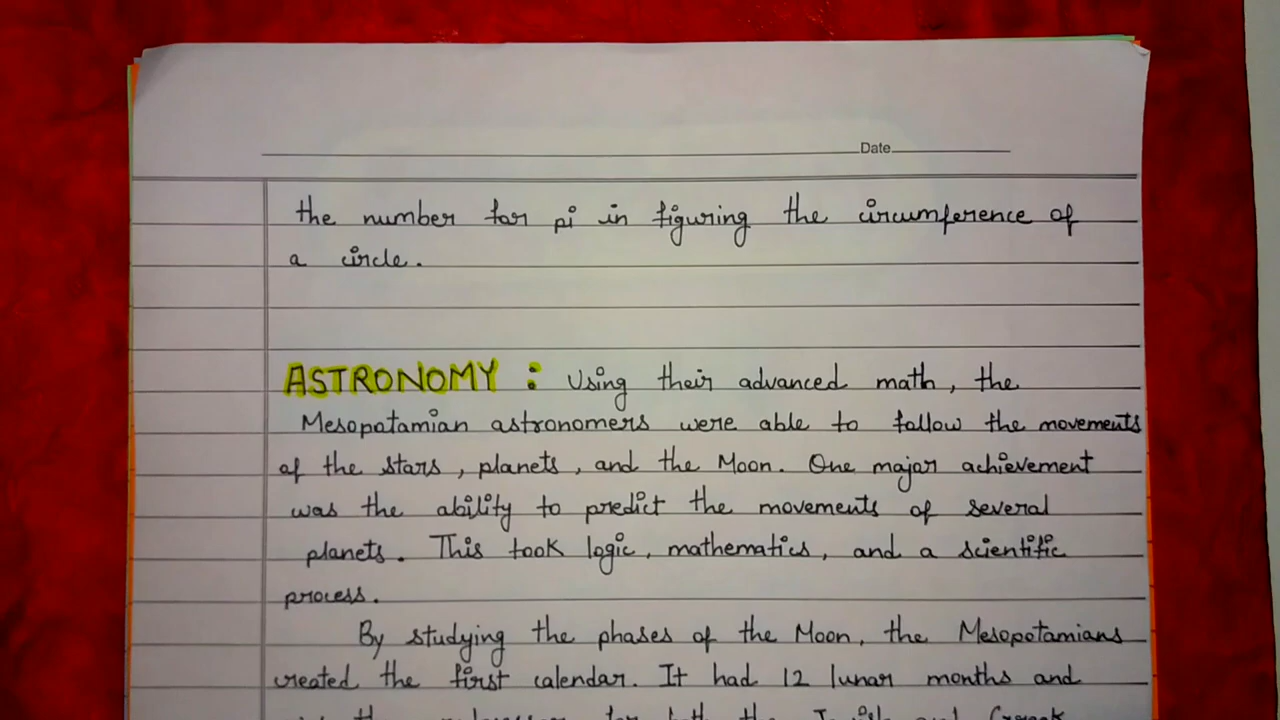 Date
the number for pi in figuring the circumference of
a circle.
ASTRONOMY : Using their advanced math, the
Mesopotamian astronomers were able to follow the movements
of the stars, planets, and the Moon. One major achievement
was the ability to predict the movements of several
planets. This took logic, mathematics, and a scientific
process.
By studying the phases of the Moon, the Mesopotamians
created the first calendar. It had 12 lunar months and